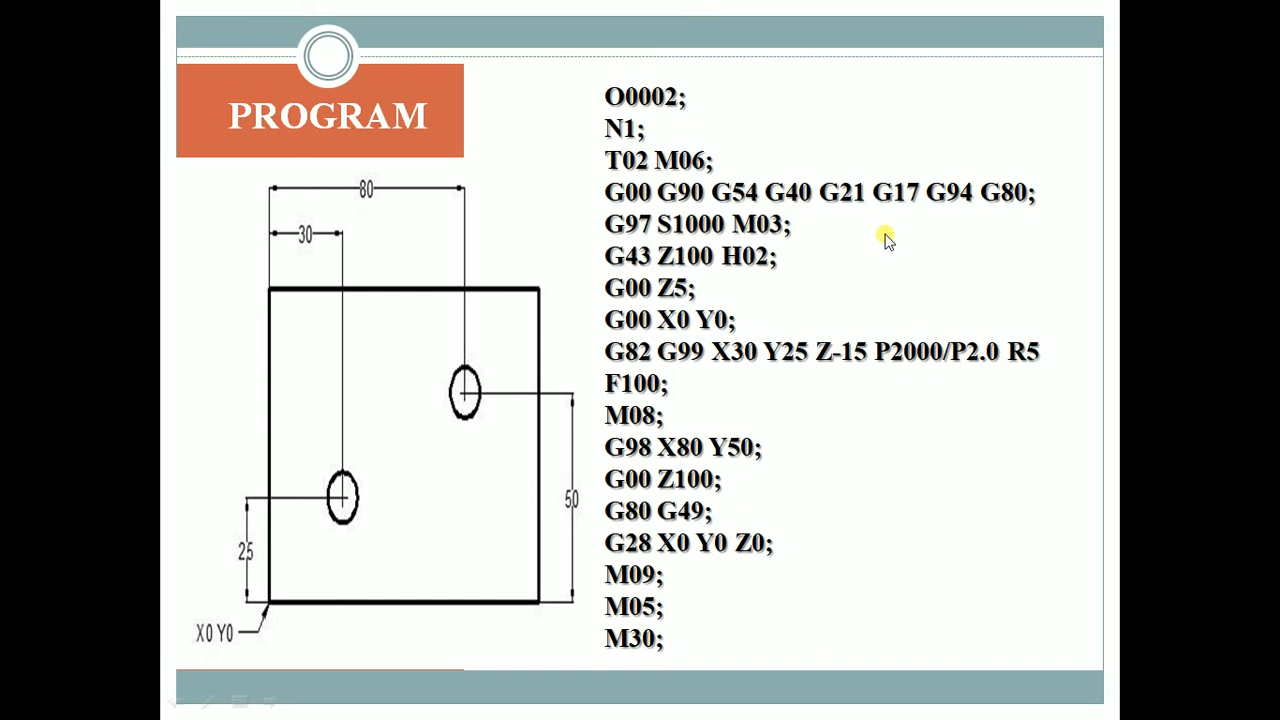 PROGRAM
O0002;
N1;
T02 M06;
G00 G90 G54 G40 G21 G17 G94 G80;
G97 S1000 M03;
G43 Z100 H02;
G00 Z5;
G00 X0 Y0;
G82 G99 X30 Y25 Z-15 P2000/P2.0 R5
F100;
M08;
G98 X80 Y50;
G00 Z100;
G80 G49;
G28 X0 Y0 Z0;
M09;
M05;
M30;
80
30
50
25
X0 Y0